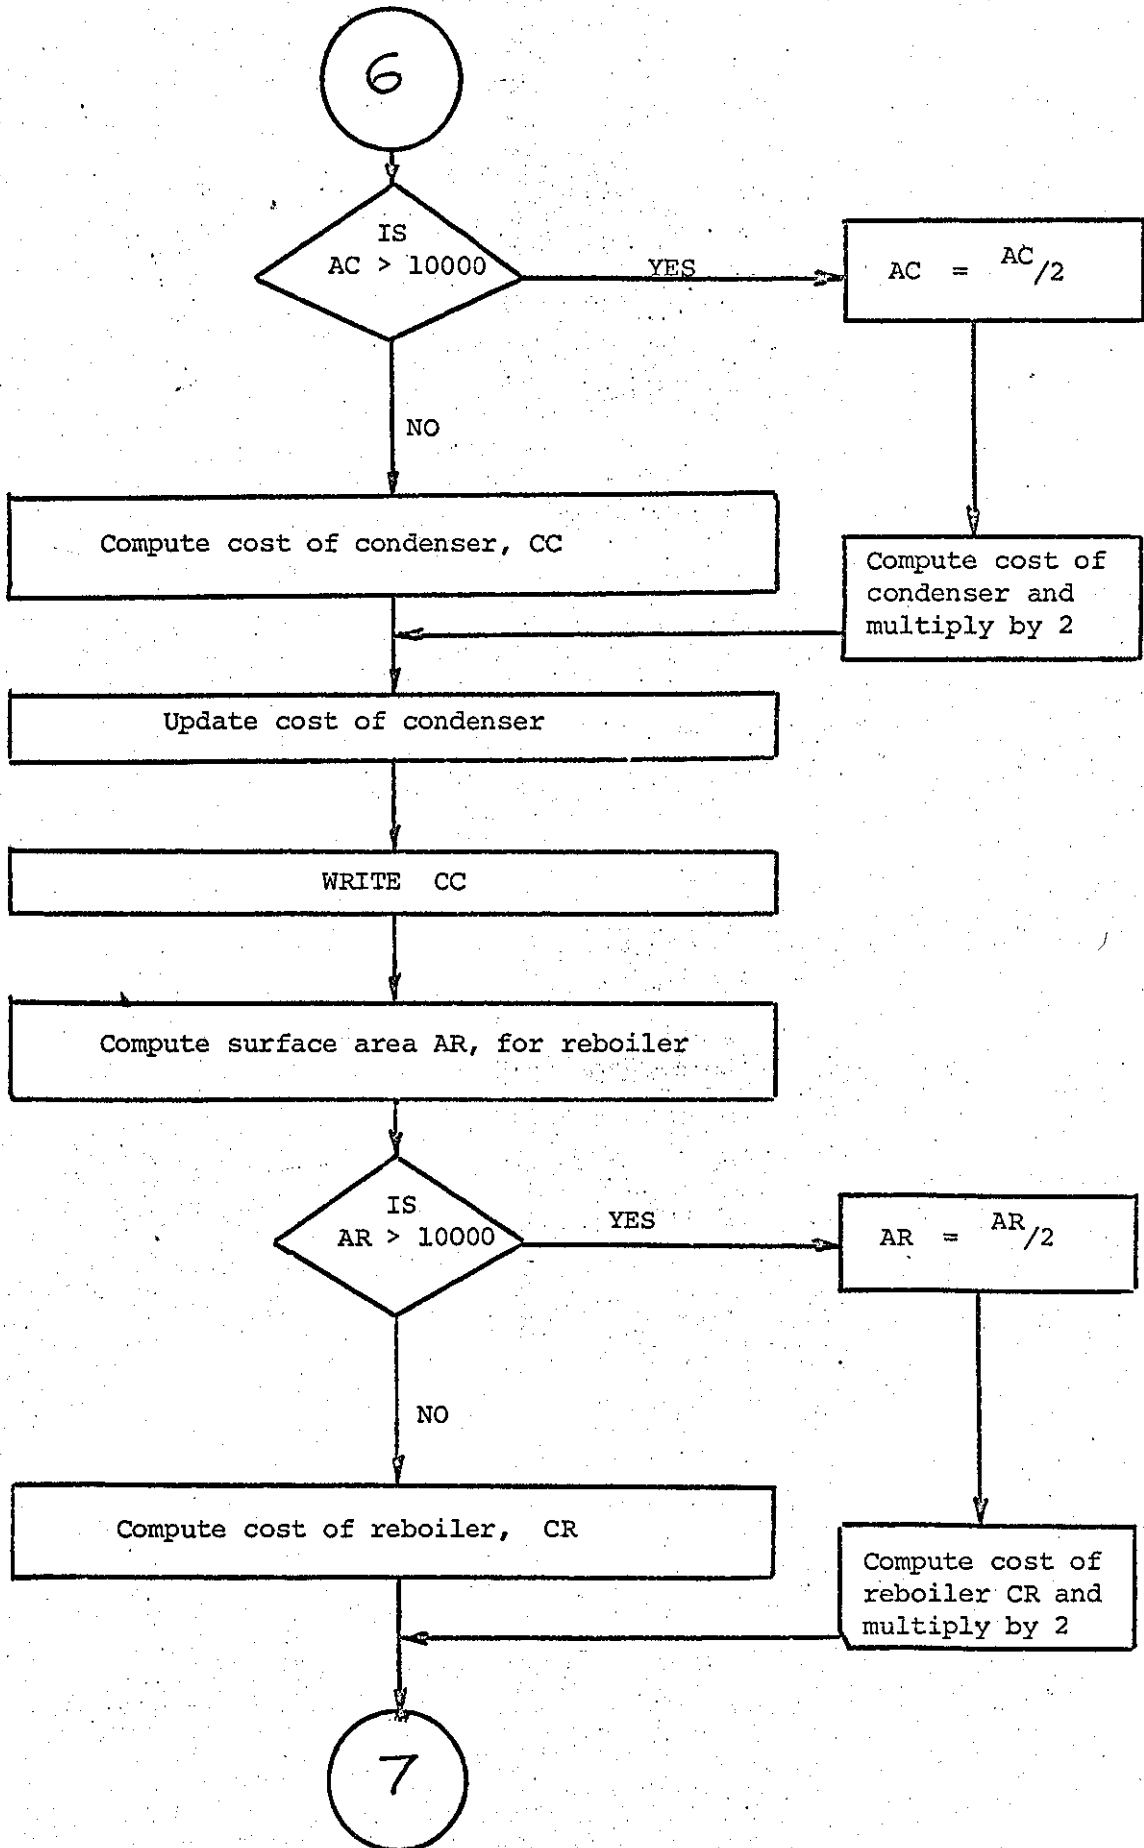 6
IS
AC > 10000
YES
AC = AC/2
NO
Compute cost of condenser, CC
Compute cost of
condenser and
multiply by 2
Update cost of condenser
WRITE CC
Compute surface area AR, for reboiler
IS
AR > 10000
YES
AR = AR/2
NO
Compute cost of reboiler, CR
Compute cost of
reboiler CR and
multiply by 2
7